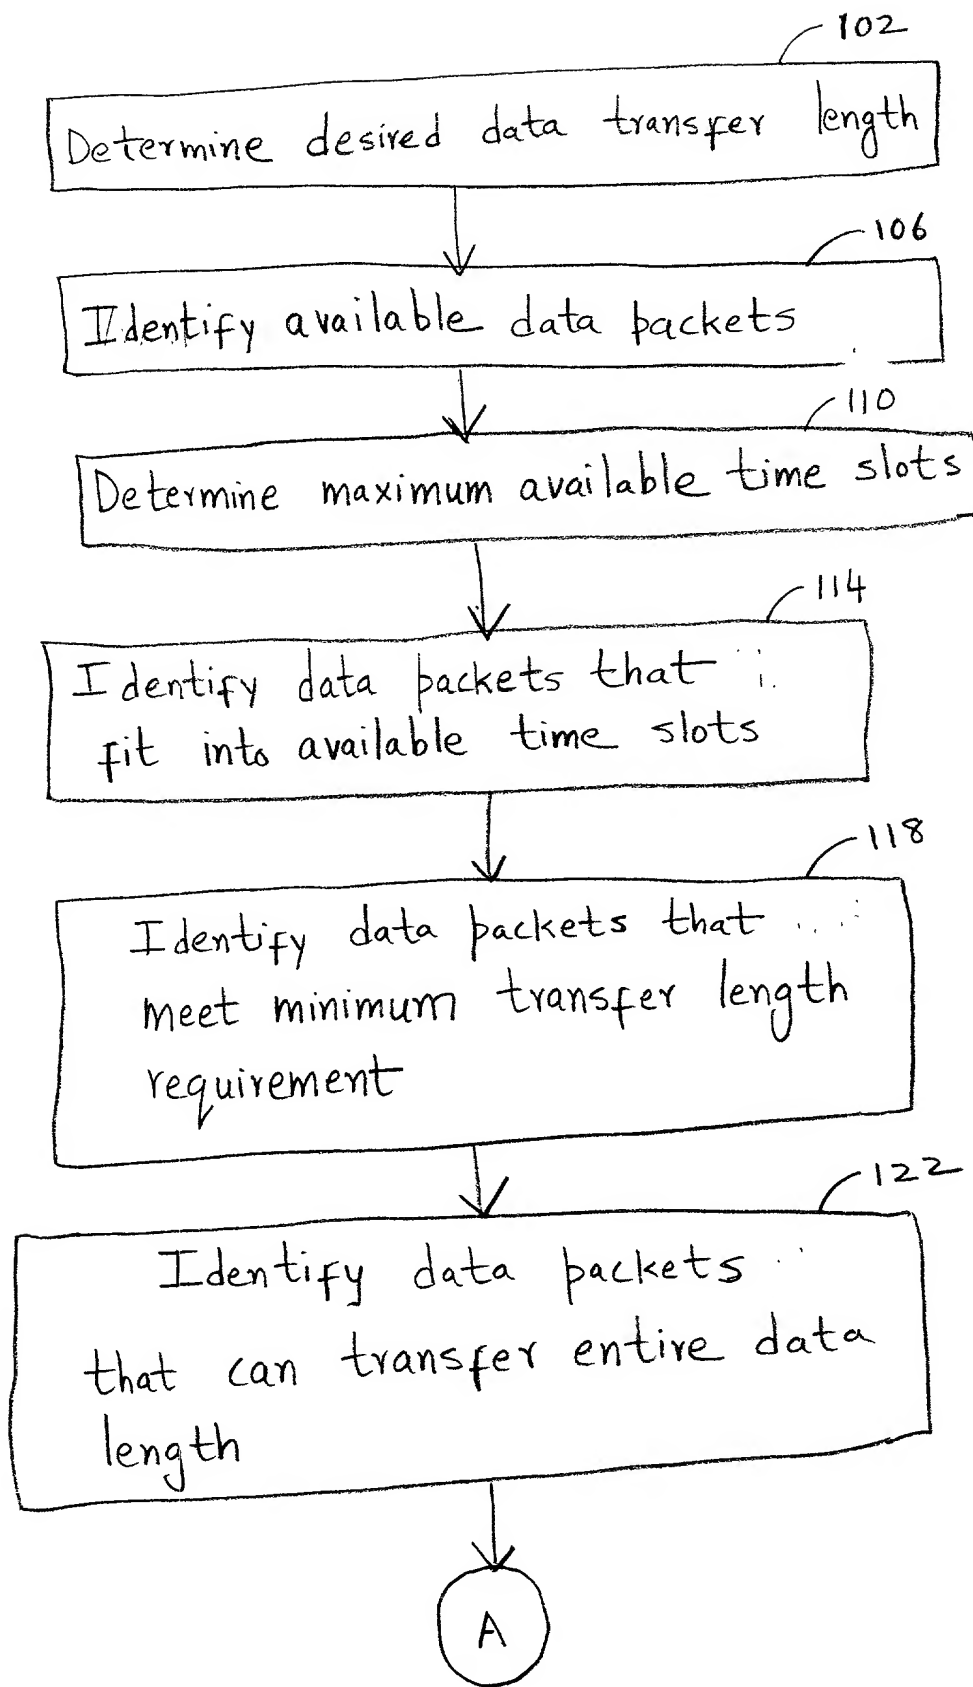 102
Determine desired data transfer length
106
Identify available data packets
110
Determine maximum available time slots
114
Identify data packets that
fit into available time slots
118
Identify data packets that
meet minimum transfer length
requirement
122
Identify data packets
that can transfer entire data
length
A